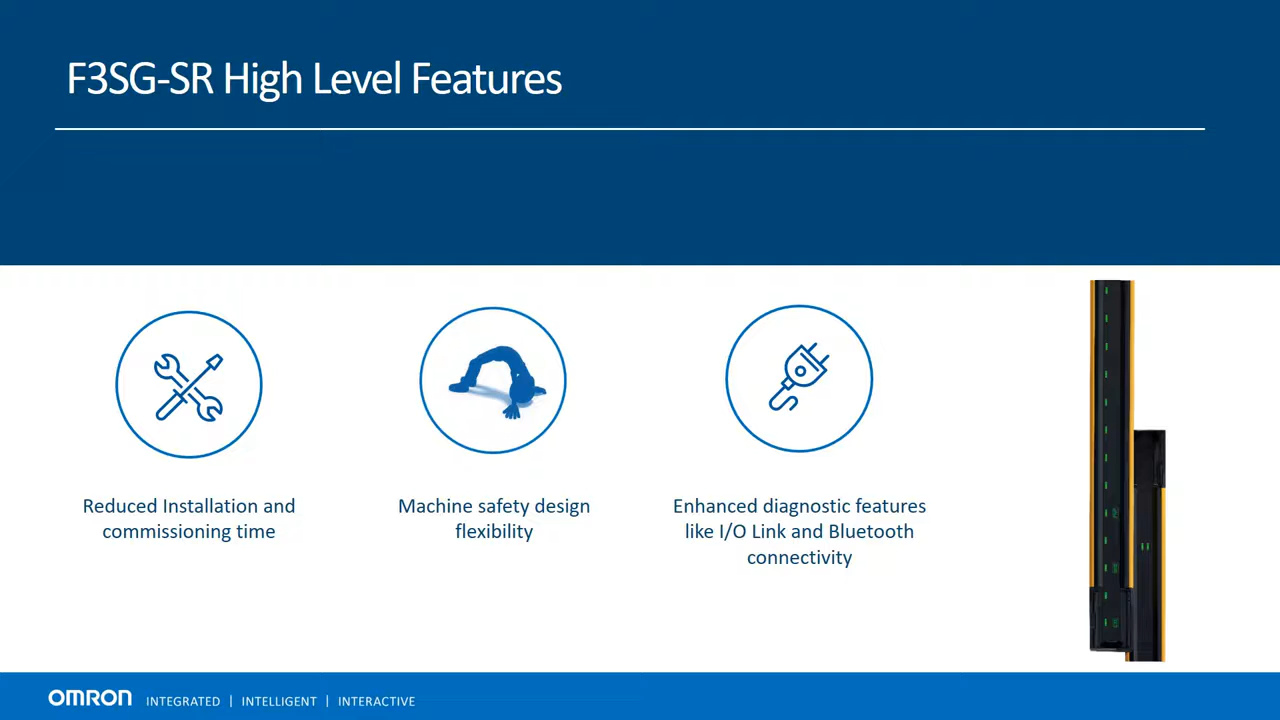 F3SG-SR High Level Features
Reduced Installation and
commissioning time
Machine safety design
flexibility
Enhanced diagnostic features
like I/O Link and Bluetooth
connectivity
OMRON INTEGRATED | INTELLIGENT | INTERACTIVE